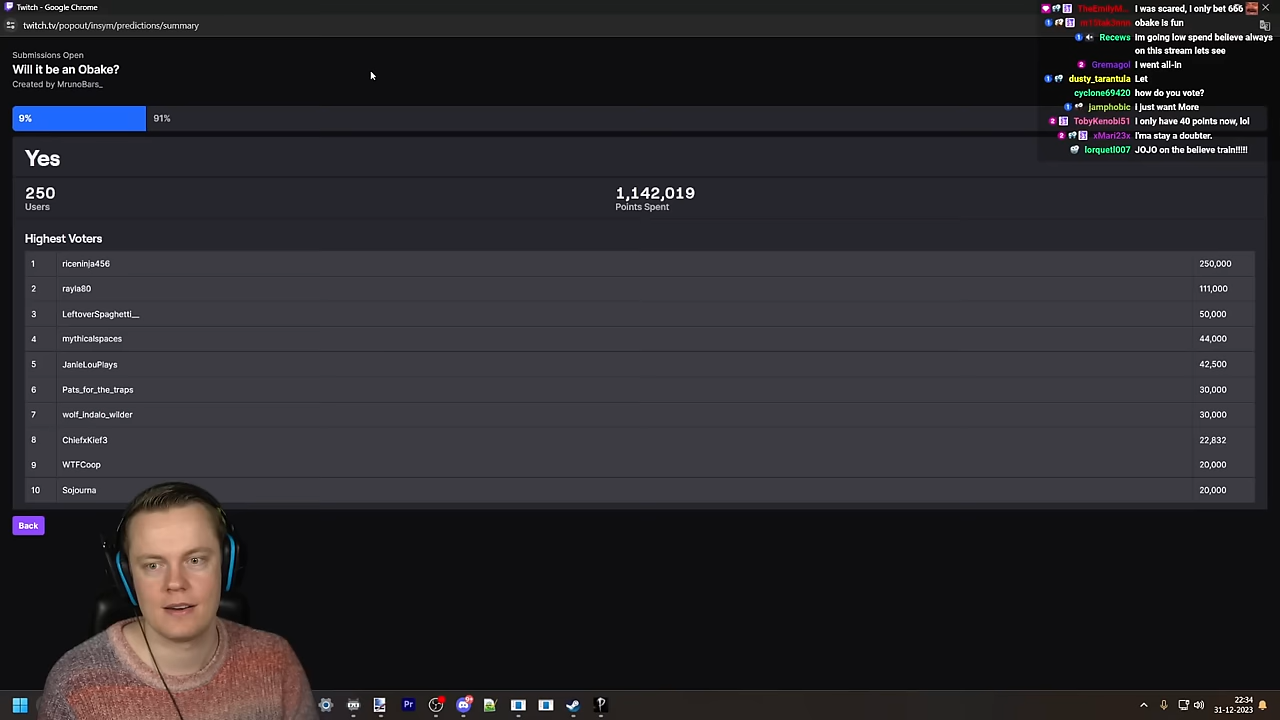 Twitch - Google Chrome
twitch.tv/popout/insym/predictions/summary
Submissions Open
Will it be an Obake?
Created by MrunoBars_
9% 91%
Yes
250 1,142,019
Users Points Spent
Highest Voters
1 riceninja456 250,000
2 rayla80 111,000
3 LeftoverSpaghetti__ 50,000
4 mythicalspaces 44,000
5 JanieLouPlays 42,500
6 Pats_for_the_traps 30,000
7 wolf_indalo_wilder 30,000
8 ChiefxKief3 22,832
9 WTFCoop 20,000
10 Sojourna 20,000
Back
TheEmilyM... I was scared, I only bet 666
obake is fun
Recews Im going low spend believe always
on this stream lets see
Gremagol I went all-in
dusty_tarantula Let
cyclone69420 how do you vote?
jamphobic i just want More
TobyKenobi51 I only have 40 points now, lol
xMari23x I'ma stay a doubter.
lorquetl007 JOJO on the believe train!!!!!
Pr
22:34
31-12-2023